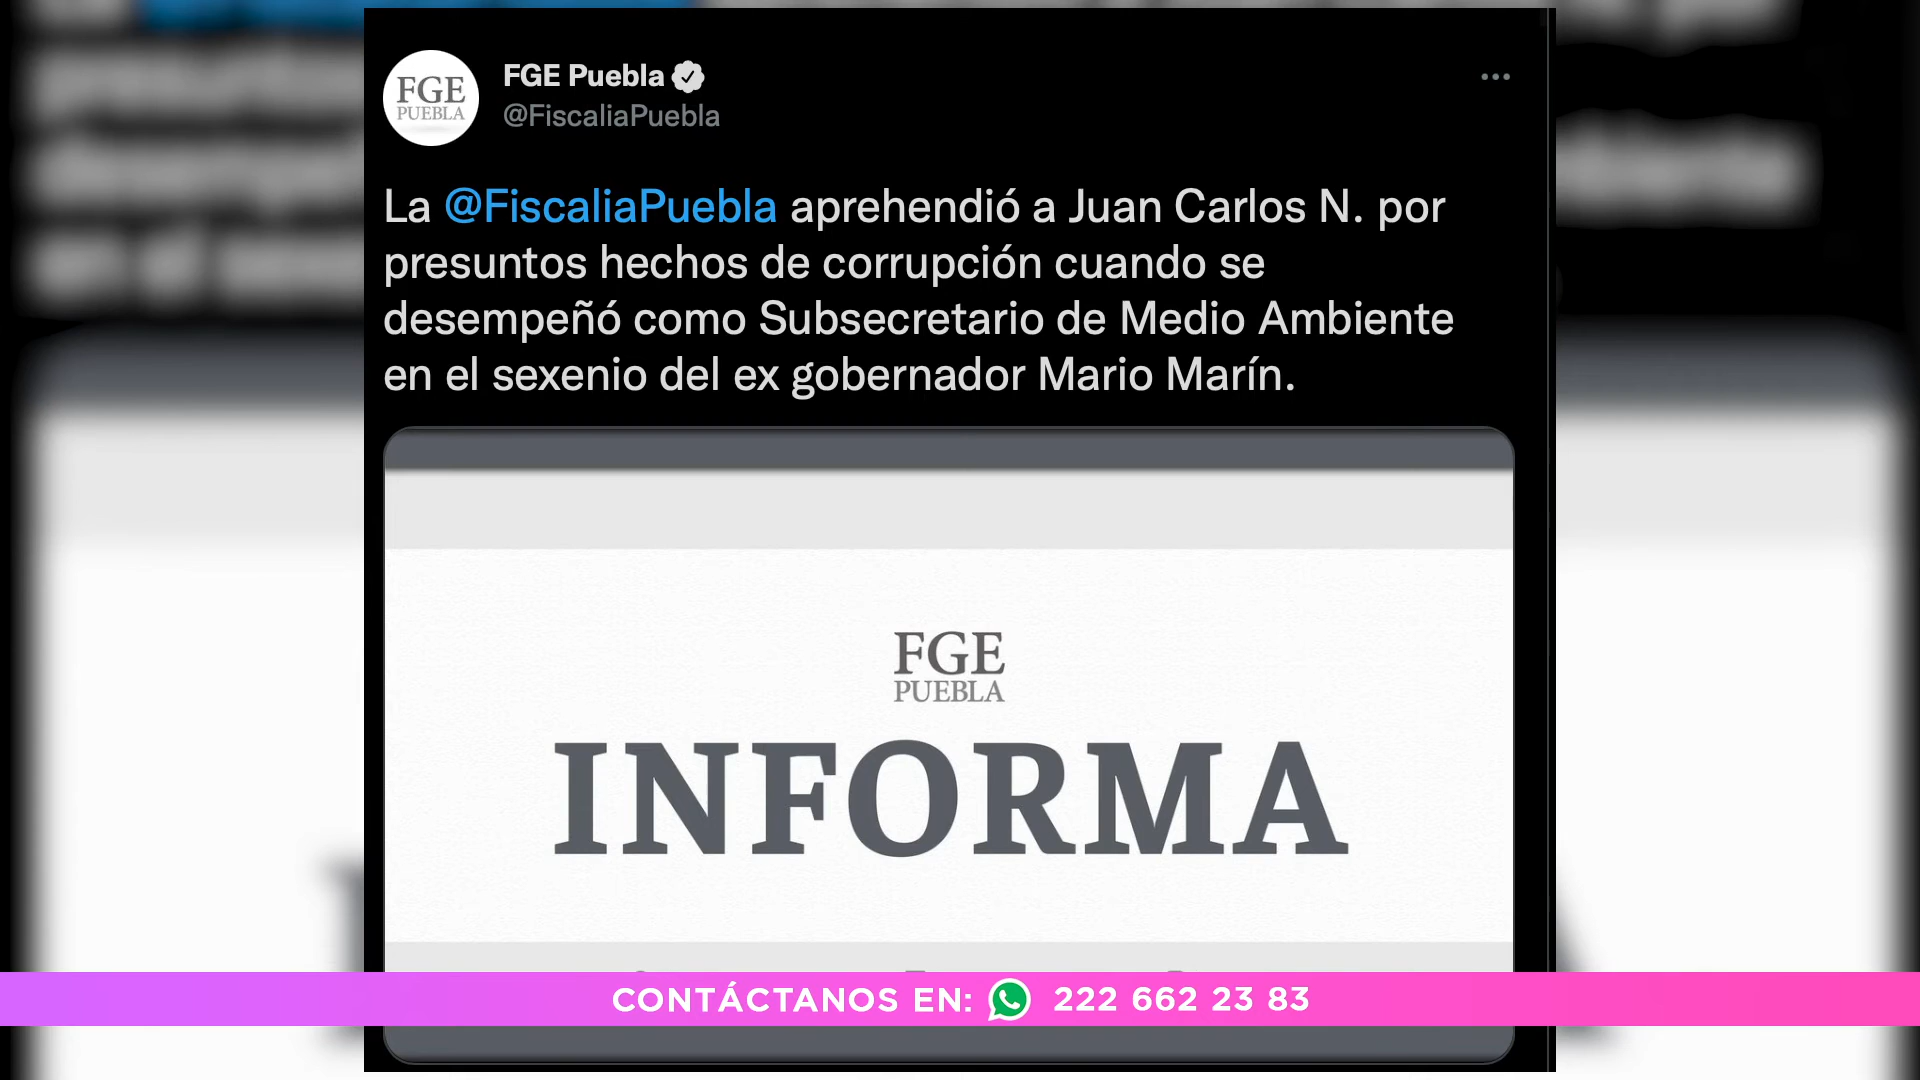 FGE
PUEBLA
FGE Puebla
@FiscaliaPuebla
La @FiscaliaPuebla aprehendió a Juan Carlos N. por
presuntos hechos de corrupción cuando se
desempeñó como Subsecretario de Medio Ambiente
en el sexenio del ex gobernador Mario Marín.
FGE
PUEBLA
INFORMA
CONTÁCTANOS EN: 222 662 23 83